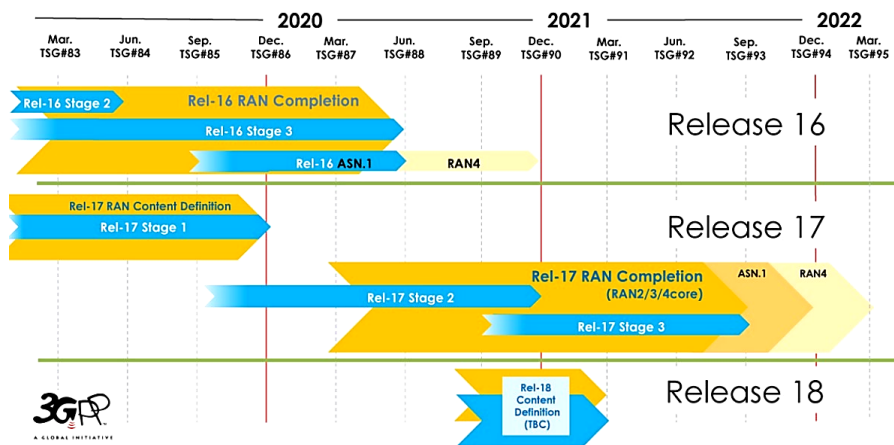 2020
2021
2022
Mar.
TSG#83
Jun.
TSG#84
Sep.
TSG#85
Dec.
TSG#86
Mar.
TSG#87
Jun.
TSG#88
Sep.
TSG#89
Dec.
TSG#90
Mar.
TSG#91
Jun.
TSG#92
Sep.
TSG#93
Dec.
TSG#94
Mar.
TSG#95
Rel-16 Stage 2
Rel-16 RAN Completion
Rel-16 Stage 3
Release 16
Rel-16 ASN.1
RAN4
Rel-17 RAN Content Definition
Rel-17 Stage 1
Release 17
Rel-17 RAN Completion
(RAN2/3/4core)
ASN.1
RAN4
Rel-17 Stage 2
Rel-17 Stage 3
Rel-18
Content
Definition
(TBC)
Release 18
3GPP
A GLOBAL INITIATIVE